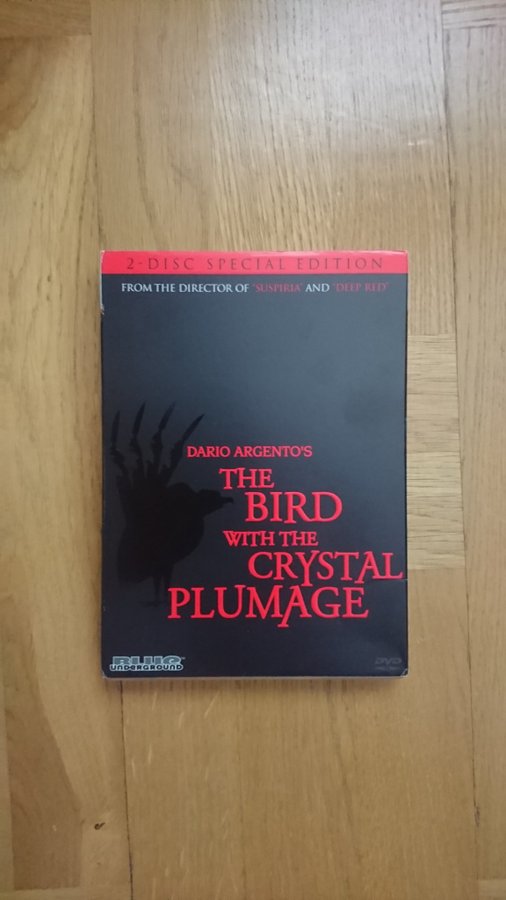 2-DISC SPECIAL EDITION
FROM THE DIRECTOR OF "SUSPIRIA" AND "DEEP RED"
DARIO ARGENTO'S
THE
BIRD
WITH THE
CRYSTAL
PLUMAGE
BLUE
UNDERGROUND
DVD